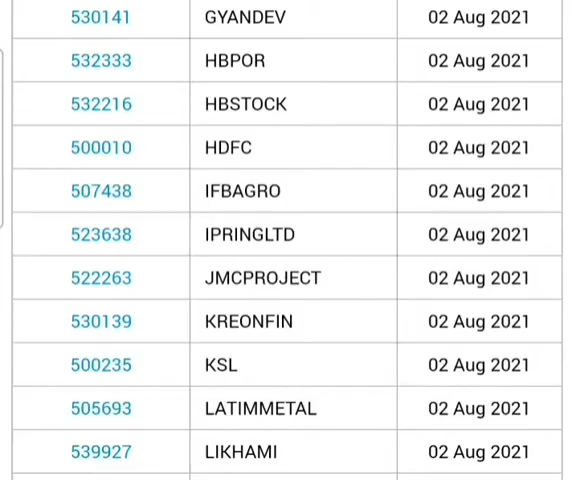 530141 GYANDEV 02 Aug 2021
532333 HBPOR 02 Aug 2021
532216 HBSTOCK 02 Aug 2021
500010 HDFC 02 Aug 2021
507438 IFBAGRO 02 Aug 2021
523638 IPRINGLTD 02 Aug 2021
522263 JMCPROJECT 02 Aug 2021
530139 KREONFIN 02 Aug 2021
500235 KSL 02 Aug 2021
505693 LATIMMETAL 02 Aug 2021
539927 LIKHAMI 02 Aug 2021